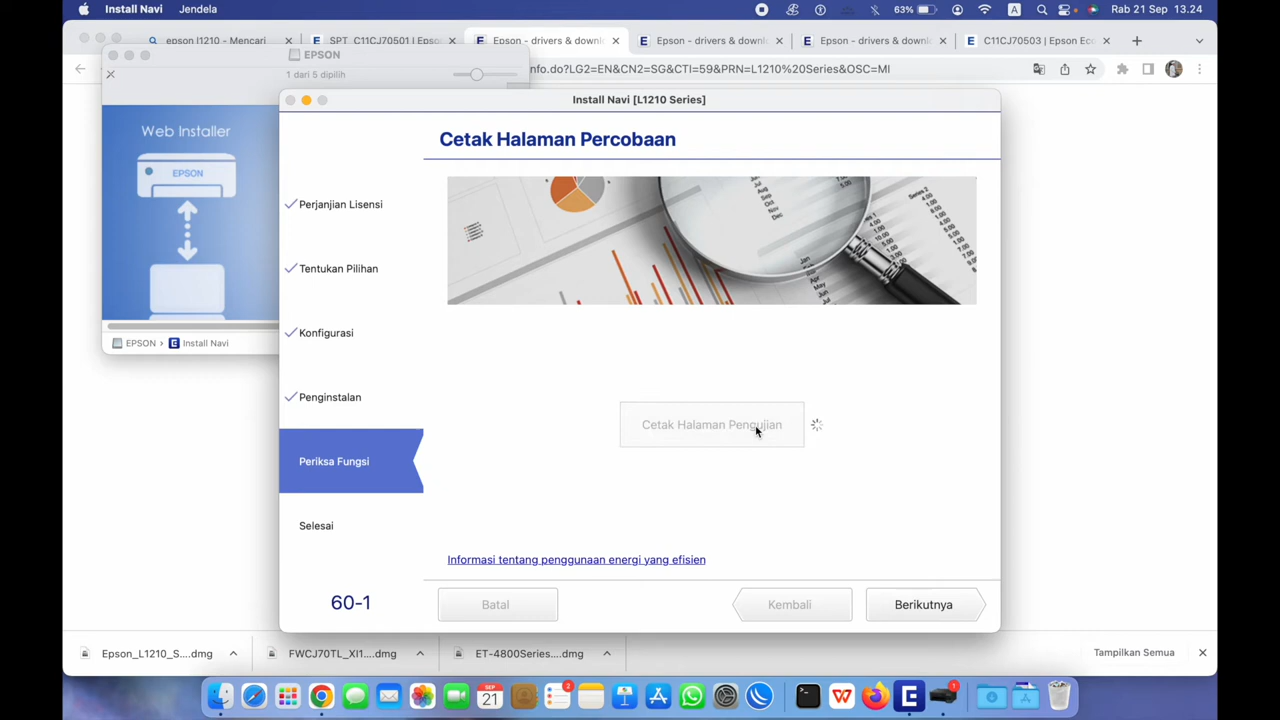 Install Navi Jendela 63% A Rab 21 Sep 13.24
epson l1210 - Mencari
SPT_C11CJ70501 | Epson
Epson - drivers & downl
Epson - drivers & downl
Epson - drivers & downl
C11CJ70503 | Epson Eco
EPSON
1 dari 5 dipilih
nfo.do?LG2=EN&CN2=SG&CTI=59&PRN=L1210%20Series&OSC=MI
Install Navi [L1210 Series]
Web Installer
EPSON
EPSON › Install Navi
Cetak Halaman Percobaan
Perjanjian Lisensi
Tentukan Pilihan
Konfigurasi
Penginstalan
Periksa Fungsi
Selesai
Cetak Halaman Pengujian
Informasi tentang penggunaan energi yang efisien
60-1
Batal
Kembali
Berikutnya
Epson_L1210_S....dmg
FWCJ70TL_XI1....dmg
ET-4800Series....dmg
Tampilkan Semua
SEP
21
2
1